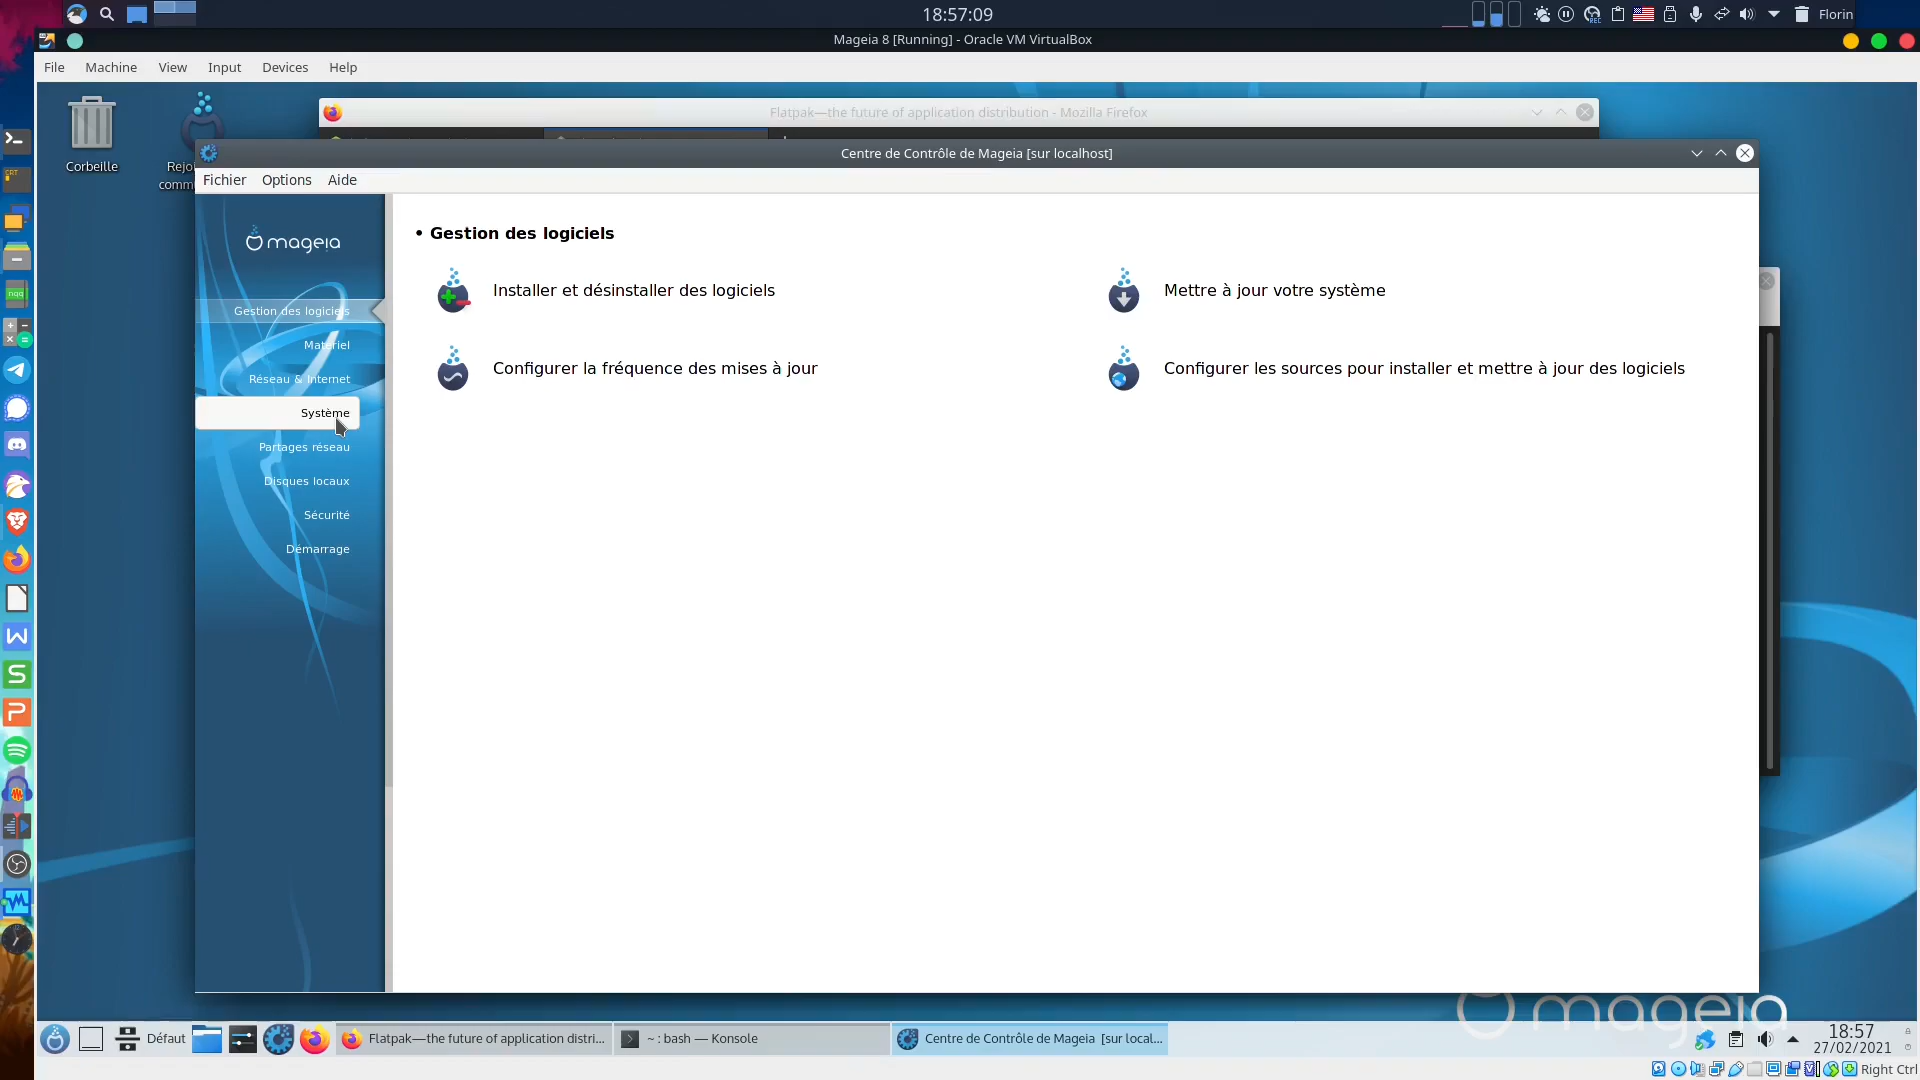 18:57:09
Florin
Mageia 8 [Running] - Oracle VM VirtualBox
File Machine View Input Devices Help
Corbeille
Rejo
comm
Flatpak—the future of application distribution - Mozilla Firefox
Centre de Contrôle de Mageia [sur localhost]
Fichier Options Aide
mageia
Gestion des logiciels
Matériel
Réseau & Internet
Système
Partages réseau
Disques locaux
Sécurité
Démarrage
• Gestion des logiciels
Installer et désinstaller des logiciels
Mettre à jour votre système
Configurer la fréquence des mises à jour
Configurer les sources pour installer et mettre à jour des logiciels
mageia
Défaut
Flatpak—the future of application distri...
~ : bash — Konsole
Centre de Contrôle de Mageia [sur local...
18:57
27/02/2021
Right Ctrl